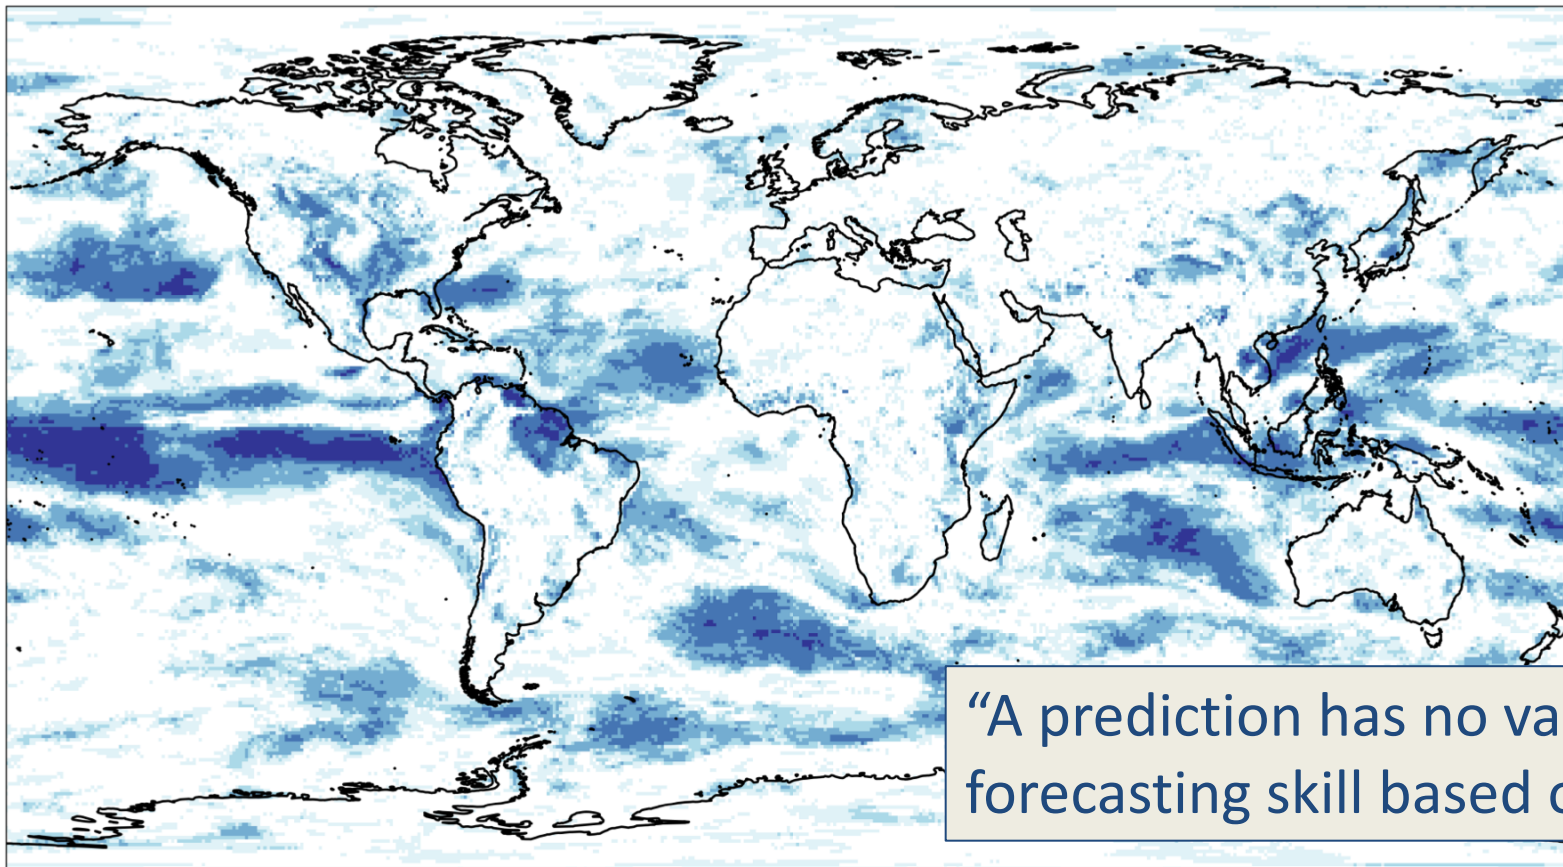 “A prediction has no va
forecasting skill based